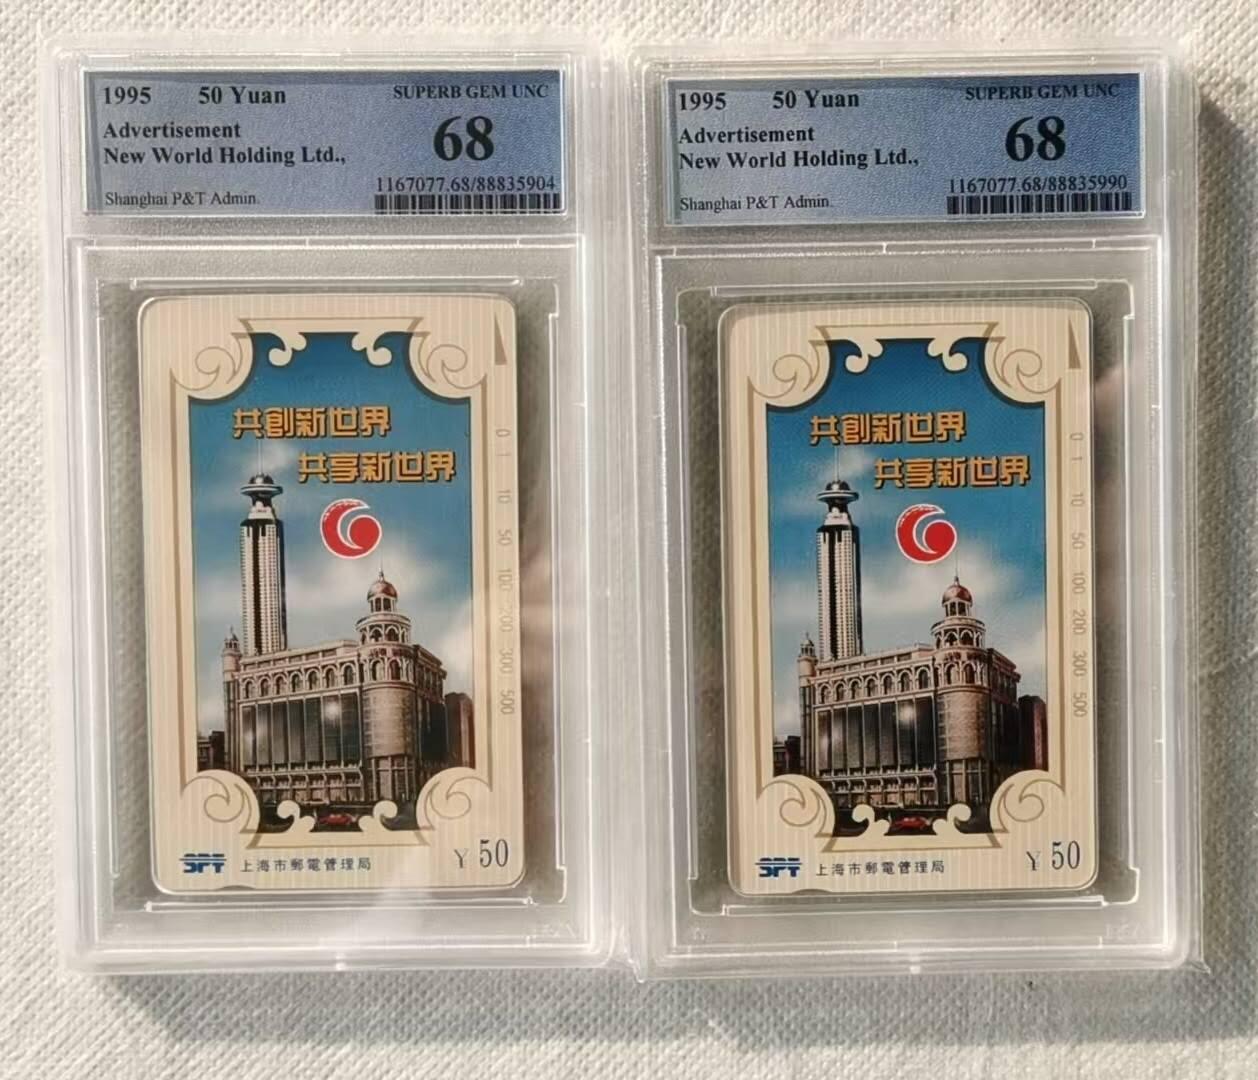 1995 50 Yuan
SUPERB GEM UNC
68
Advertisement
New World Holding Ltd.,
Shanghai P&T Admin.
1167077.68/88835904
共創新世界
共享新世界
0 1 10 50 100 200 300 500
SPT 上海市郵電管理局
¥ 50
1995 50 Yuan
SUPERB GEM UNC
68
Advertisement
New World Holding Ltd.,
Shanghai P&T Admin.
1167077.68/88835990
共創新世界
共享新世界
0 1 10 50 100 200 300 500
SPT 上海市郵電管理局
¥ 50